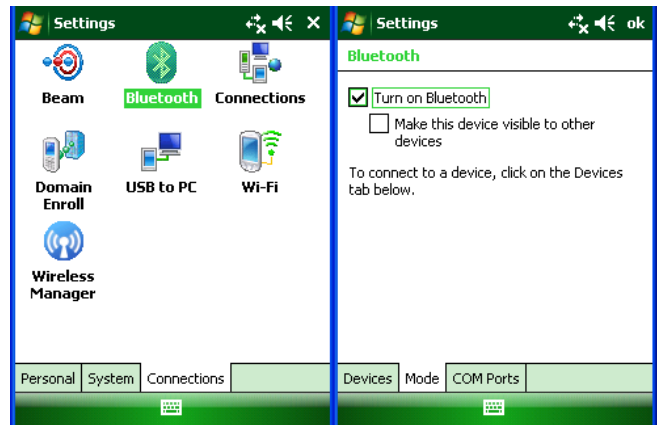 Settings
Beam Bluetooth Connections
Domain Enroll USB to PC Wi-Fi
Wireless Manager
Personal System Connections
Settings ok
Bluetooth
Turn on Bluetooth
Make this device visible to other
devices
To connect to a device, click on the Devices
tab below.
Devices Mode COM Ports